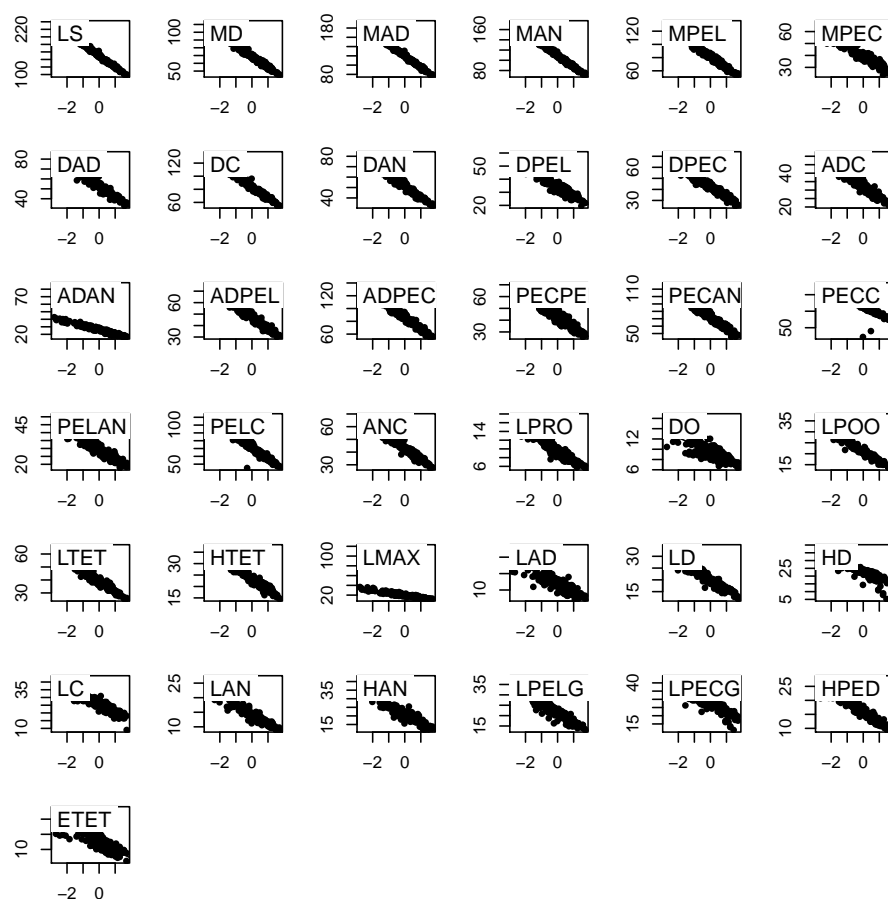 LS MD MAD MAN MPEL MPEC
220 100 100 50 180 80 160 80 120 60 60 30
−2 0 −2 0 −2 0 −2 0 −2 0 −2 0
DAD DC DAN DPEL DPEC ADC
80 40 120 60 80 40 50 20 70 30 50 20
−2 0 −2 0 −2 0 −2 0 −2 0 −2 0
ADAN ADPEL ADPEC PECPE PECAN PECC
70 20 60 30 120 60 60 30 110 50 50
−2 0 −2 0 −2 0 −2 0 −2 0 −2 0
PELAN PELC ANC LPRO DO LPOO
45 20 100 50 60 30 14 6 12 6 35 15
−2 0 −2 0 −2 0 −2 0 −2 0 −2 0
LTET HTET LMAX LAD LD HD
60 30 30 15 100 20 10 30 15 25 5
−2 0 −2 0 −2 0 −2 0 −2 0 −2 0
LC LAN HAN LPELG LPECG HPED
35 10 25 10 35 15 35 15 40 15 25 10
−2 0 −2 0 −2 0 −2 0 −2 0 −2 0
ETET
10
−2 0